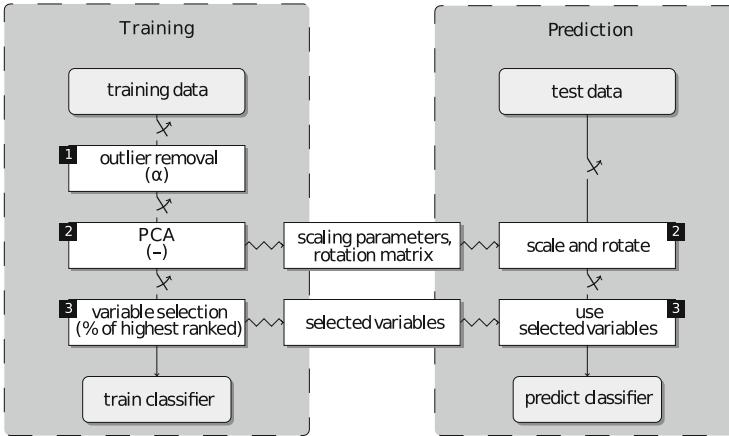 Training
training data
1
outlier removal
(α)
2
PCA
(–)
3
variable selection
(% of highest ranked)
train classifier
scaling parameters,
rotation matrix
selected variables
Prediction
test data
scale and rotate
2
use
selected variables
3
predict classifier